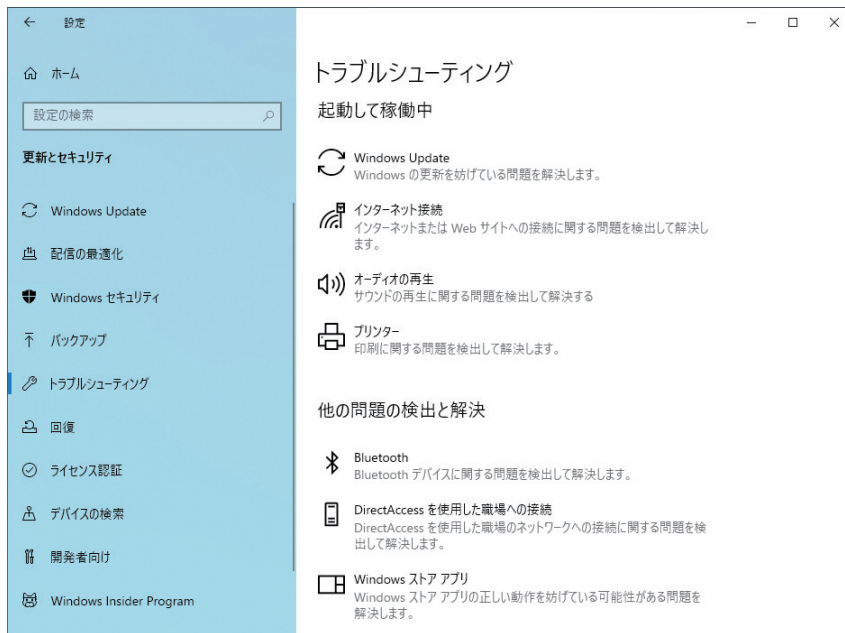 設定
ホーム
設定の検索
更新とセキュリティ
Windows Update
配信の最適化
Windows セキュリティ
バックアップ
トラブルシューティング
回復
ライセンス認証
デバイスの検索
開発者向け
Windows Insider Program
トラブルシューティング
起動して稼働中
Windows Update
Windows の更新を妨げている問題を解決します。
インターネット接続
インターネットまたは Web サイトへの接続に関する問題を検出して解決し
ます。
オーディオの再生
サウンドの再生に関する問題を検出して解決する
プリンター
印刷に関する問題を検出して解決します。
他の問題の検出と解決
Bluetooth
Bluetooth デバイスに関する問題を検出して解決します。
DirectAccess を使用した職場への接続
DirectAccess を使用した職場のネットワークへの接続に関する問題を検
出して解決します。
Windows ストア アプリ
Windows ストア アプリの正しい動作を妨げている可能性がある問題を
解決します。